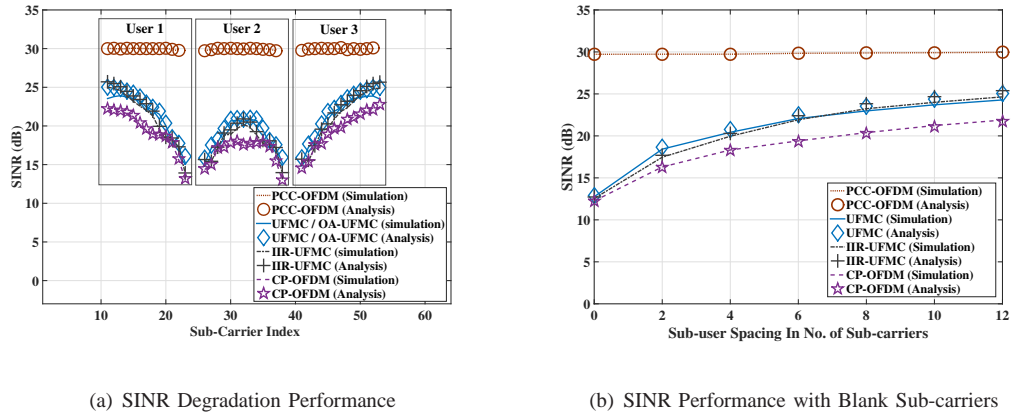 35
30
25
20
15
10
5
0
SINR (dB)
User 1
User 2
User 3
PCC-OFDM (Simulation)
PCC-OFDM (Analysis)
UFMC / OA-UFMC (simulation)
UFMC / OA-UFMC (Analysis)
IIR-UFMC (simulation)
IIR-UFMC (Analysis)
CP-OFDM (Simulation)
CP-OFDM (Analysis)
0 10 20 30 40 50 60
Sub-Carrier Index
(a) SINR Degradation Performance
35
30
25
20
15
10
5
0
SINR (dB)
PCC-OFDM (Simulation)
PCC-OFDM (Analysis)
UFMC (Simulation)
UFMC (Analysis)
IIR-UFMC (Simulation)
IIR-UFMC (Analysis)
CP-OFDM (Simulation)
CP-OFDM (Analysis)
0 2 4 6 8 10 12
Sub-user Spacing In No. of Sub-carriers
(b) SINR Performance with Blank Sub-carriers